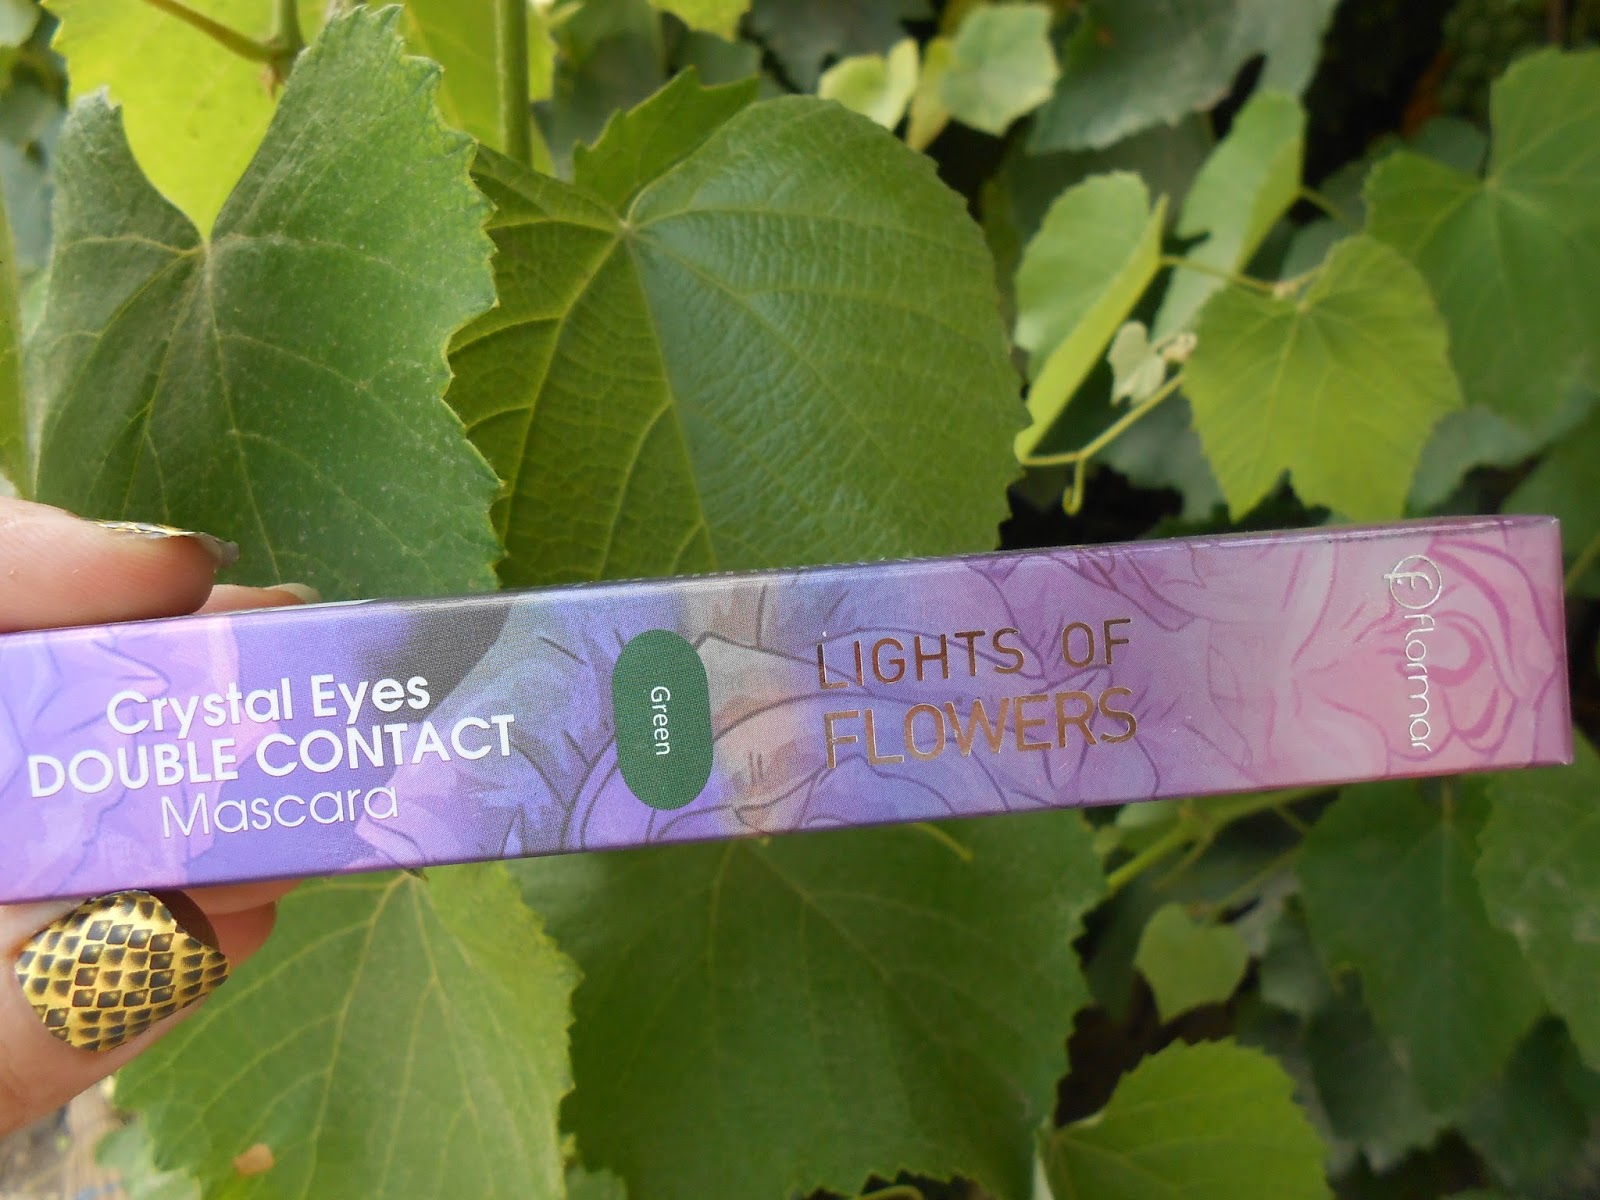 Crystal Eyes
DOUBLE CONTACT
Mascara
Green
LIGHTS OF
FLOWERS
flormar